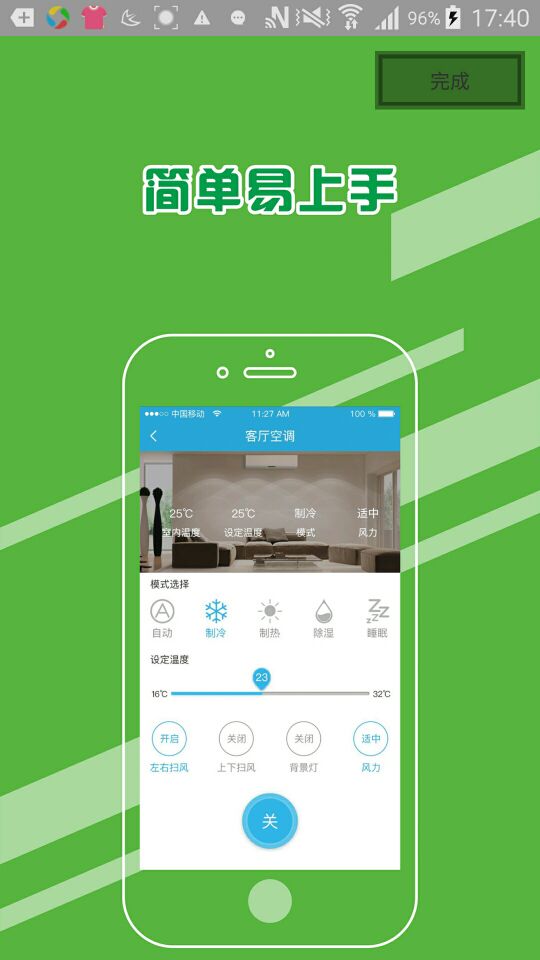 96% 17:40
完成
简单易上手
中国移动 11:27 AM 100 %
客厅空调
25℃ 25℃ 制冷 适中
室内温度 设定温度 模式 风力
模式选择
A
自动 制冷 制热 除湿 睡眠
设定温度
23
16℃ 32℃
开启 关闭 关闭 适中
左右扫风 上下扫风 背景灯 风力
关